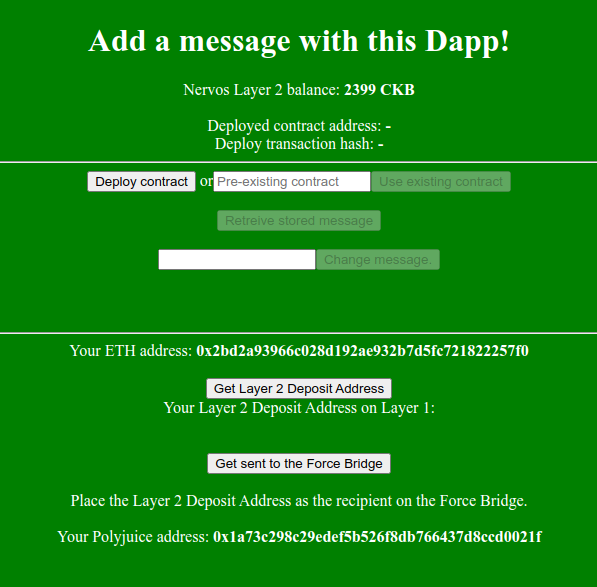 Add a message with this Dapp!
Nervos Layer 2 balance: 2399 CKB
Deployed contract address: -
Deploy transaction hash: -
Deploy contract or Pre-existing contract Use existing contract
Retreive stored message
Change message.
Your ETH address: 0x2bd2a93966c028d192ae932b7d5fc721822257f0
Get Layer 2 Deposit Address
Your Layer 2 Deposit Address on Layer 1:
Get sent to the Force Bridge
Place the Layer 2 Deposit Address as the recipient on the Force Bridge.
Your Polyjuice address: 0x1a73c298c29edef5b526f8db766437d8ccd0021f